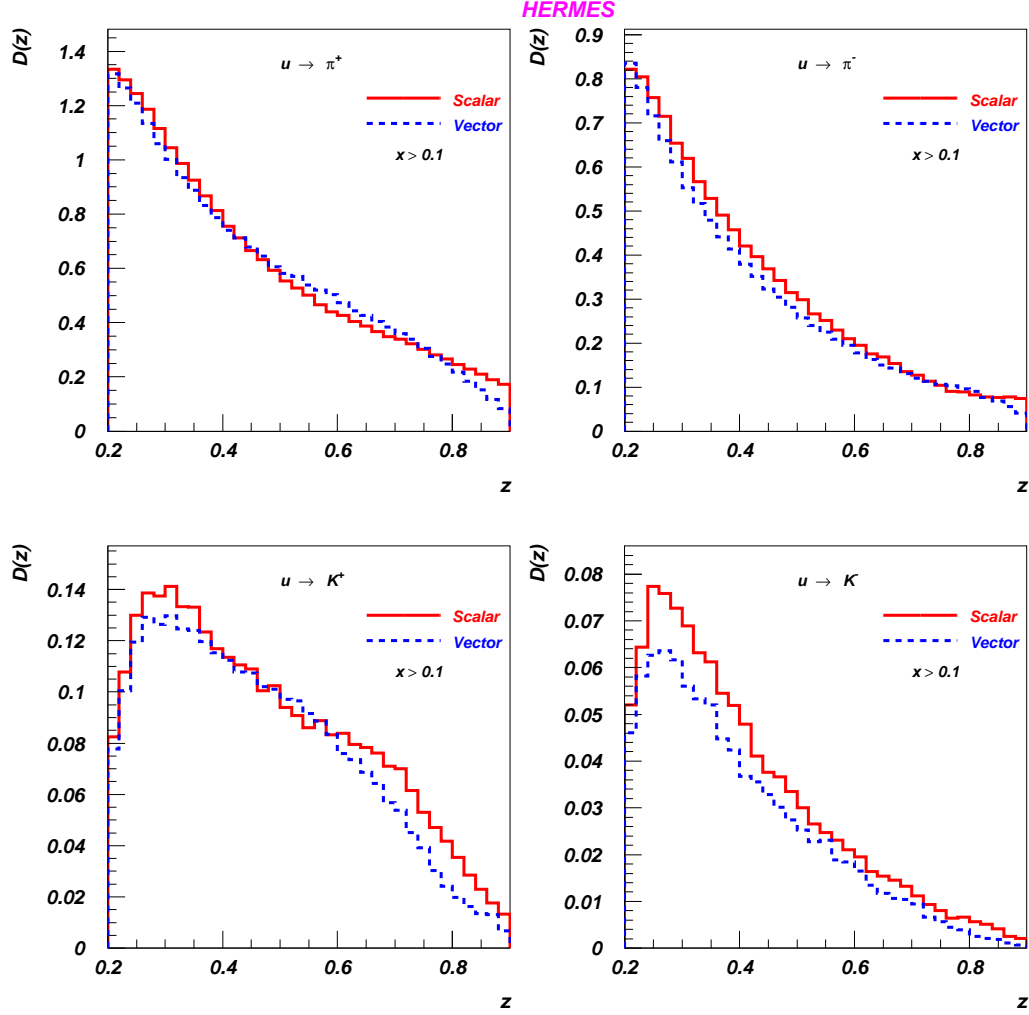 HERMES
D(z)
u → π⁺
Scalar
Vector
x > 0.1
1.4
1.2
1
0.8
0.6
0.4
0.2
0
0.2 0.4 0.6 0.8
z
D(z)
u → π⁻
Scalar
Vector
x > 0.1
0.9
0.8
0.7
0.6
0.5
0.4
0.3
0.2
0.1
0
0.2 0.4 0.6 0.8
z
D(z)
u → K⁺
Scalar
Vector
x > 0.1
0.14
0.12
0.1
0.08
0.06
0.04
0.02
0
0.2 0.4 0.6 0.8
z
D(z)
u → K⁻
Scalar
Vector
x > 0.1
0.08
0.07
0.06
0.05
0.04
0.03
0.02
0.01
0
0.2 0.4 0.6 0.8
z